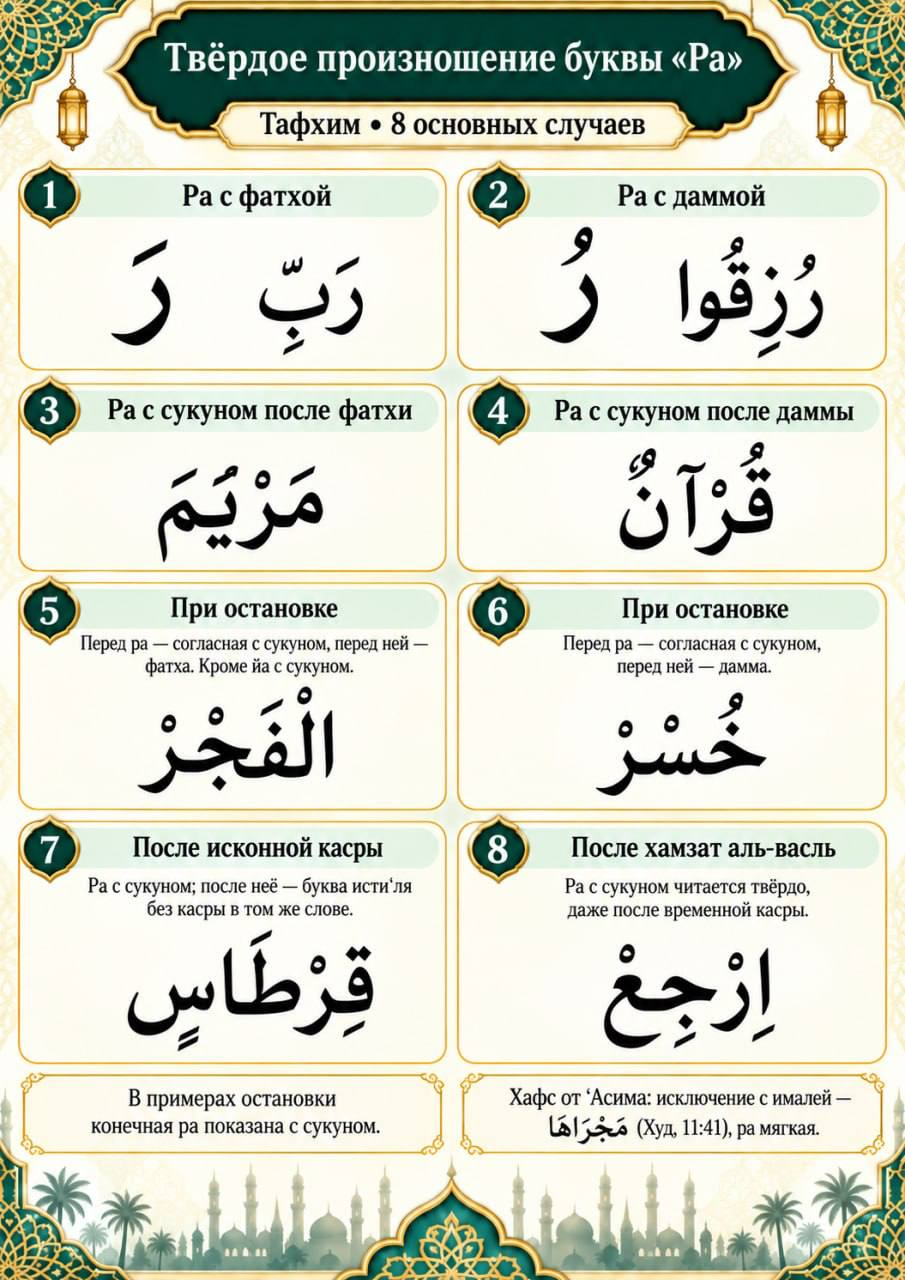 Твёрдое произношение буквы «Ра»
Тафхим • 8 основных случаев
1
Ра с фатхой
رَ رَبِّ
2
Ра с даммой
رُ رُزِقُوا
3
Ра с сукуном после фатхи
مَرْيَمَ
4
Ра с сукуном после даммы
قُرْآنٌ
5
При остановке
Перед ра — согласная с сукуном, перед ней —
фатха. Кроме йа с сукуном.
الْفَجْرْ
6
При остановке
Перед ра — согласная с сукуном,
перед ней — дамма.
خُسْرْ
7
После исконной касры
Ра с сукуном; после неё — буква исти‘ля
без касры в том же слове.
قِرْطَاسٍ
8
После хамзат аль-васль
Ра с сукуном читается твёрдо,
даже после временной касры.
اِرْجِعْ
В примерах остановки
конечная ра показана с сукуном.
Хафс от ‘Асима: исключение с ималей —
مَجْرَاهَا (Худ, 11:41), ра мягкая.